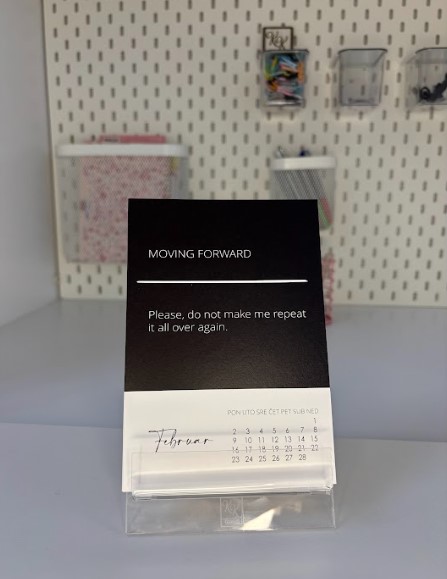 MOVING FORWARD
Please, do not make me repeat
it all over again.
PON UTO SRE ČET PET SUB NED
Februar
1
2 3 4 5 6 7 8
9 10 11 12 13 14 15
16 17 18 19 20 21 22
23 24 25 26 27 28